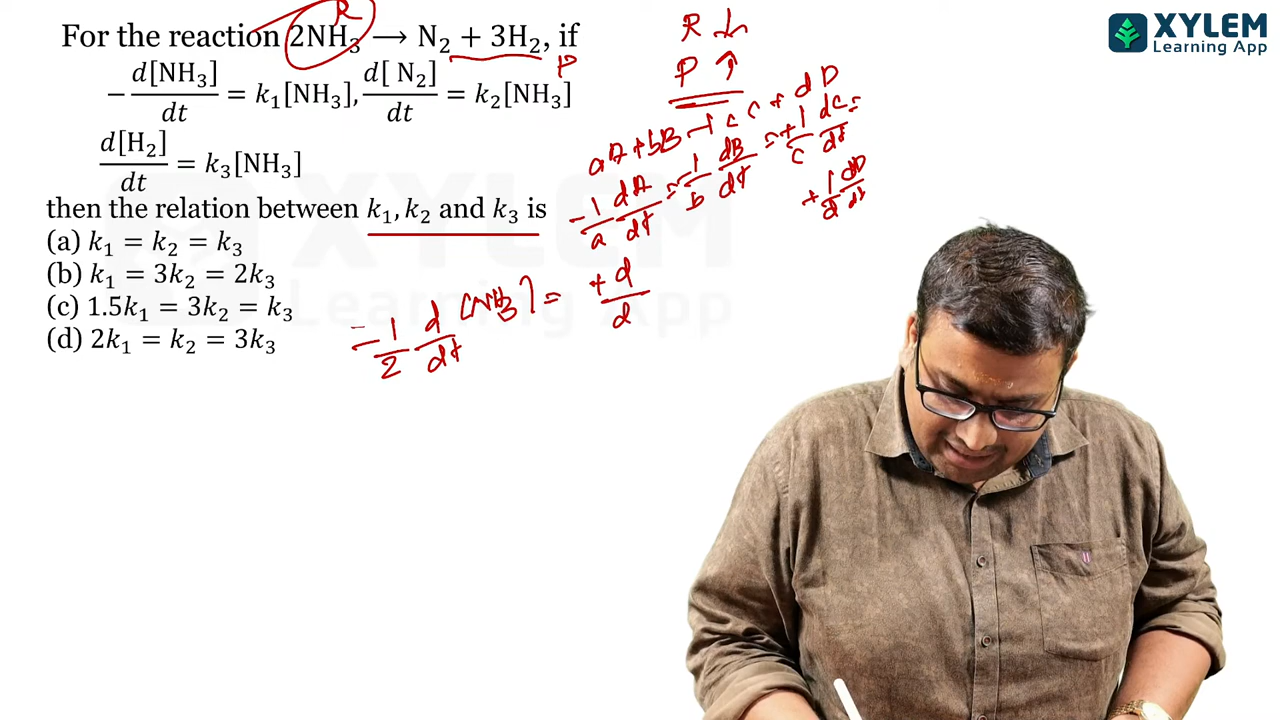 For the reaction 2NH₃ ⟶ N₂ + 3H₂, if
R
P
−d[NH₃]/dt = k₁[NH₃], d[ N₂]/dt = k₂[NH₃]
d[H₂]/dt = k₃[NH₃]
then the relation between k₁, k₂ and k₃ is
(a) k₁ = k₂ = k₃
(b) k₁ = 3k₂ = 2k₃
(c) 1.5k₁ = 3k₂ = k₃
(d) 2k₁ = k₂ = 3k₃
R ↓
P ↑
aA + bB → cC + dD
−1/a dA/dt = −1/b dB/dt = +1/c dC/dt =
+1/d dD/dt
−1/2 d/dt [NH₃] = +d/d
XYLEM
Learning App
XYLEM
Learning App